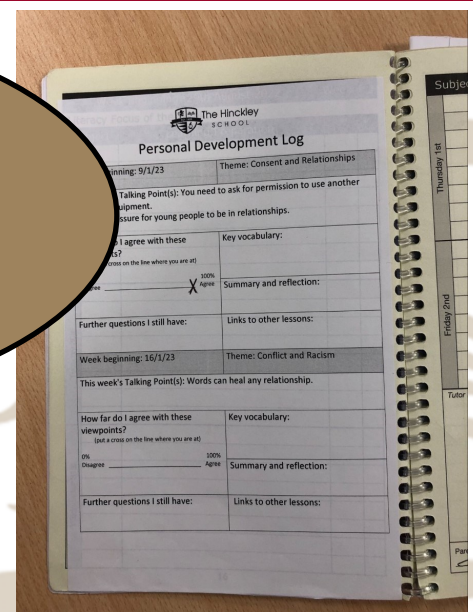 The Hinckley
SCHOOL
Personal Development Log
inning: 9/1/23
Theme: Consent and Relationships
Talking Point(s): You need to ask for permission to use another
uipment.
ssure for young people to be in relationships.
I agree with these
ts?
cross on the line where you are at)
100%
Agree
Key vocabulary:
Summary and reflection:
Further questions I still have:
Links to other lessons:
Week beginning: 16/1/23
Theme: Conflict and Racism
This week's Talking Point(s): Words can heal any relationship.
How far do I agree with these
viewpoints?
(put a cross on the line where you are at)
0%
100%
Disagree
Agree
Key vocabulary:
Summary and reflection:
Further questions I still have:
Links to other lessons:
Subje
Thursday 1st
Friday 2nd
Tutor
Par